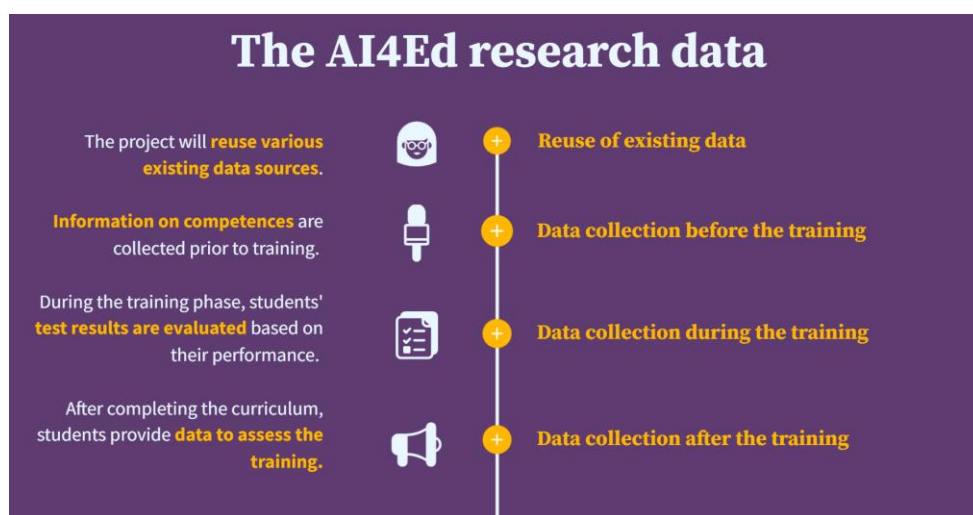 The AI4Ed research data
The project will reuse various
existing data sources.
Reuse of existing data
Information on competences are
collected prior to training.
Data collection before the training
During the training phase, students'
test results are evaluated based on
their performance.
Data collection during the training
After completing the curriculum,
students provide data to assess the
training.
Data collection after the training